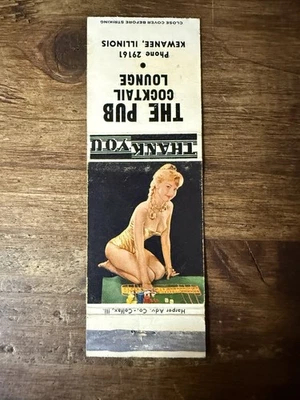 CLOSE COVER BEFORE STRIKING
THE PUB
COCKTAIL
LOUNGE
•
KEWANEE, ILLINOIS
Phone 29161
THANK YOU
Harper Adv. Co., - Colfax, Ill.